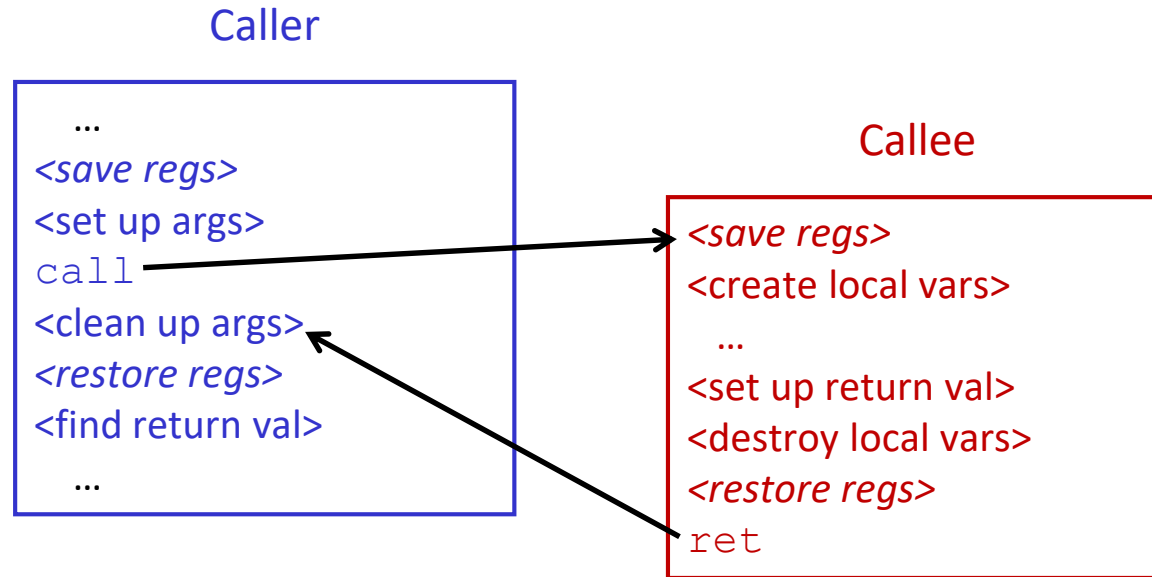 Caller
…
<save regs>
<set up args>
call
<clean up args>
<restore regs>
<find return val>
…
Callee
<save regs>
<create local vars>
…
<set up return val>
<destroy local vars>
<restore regs>
ret